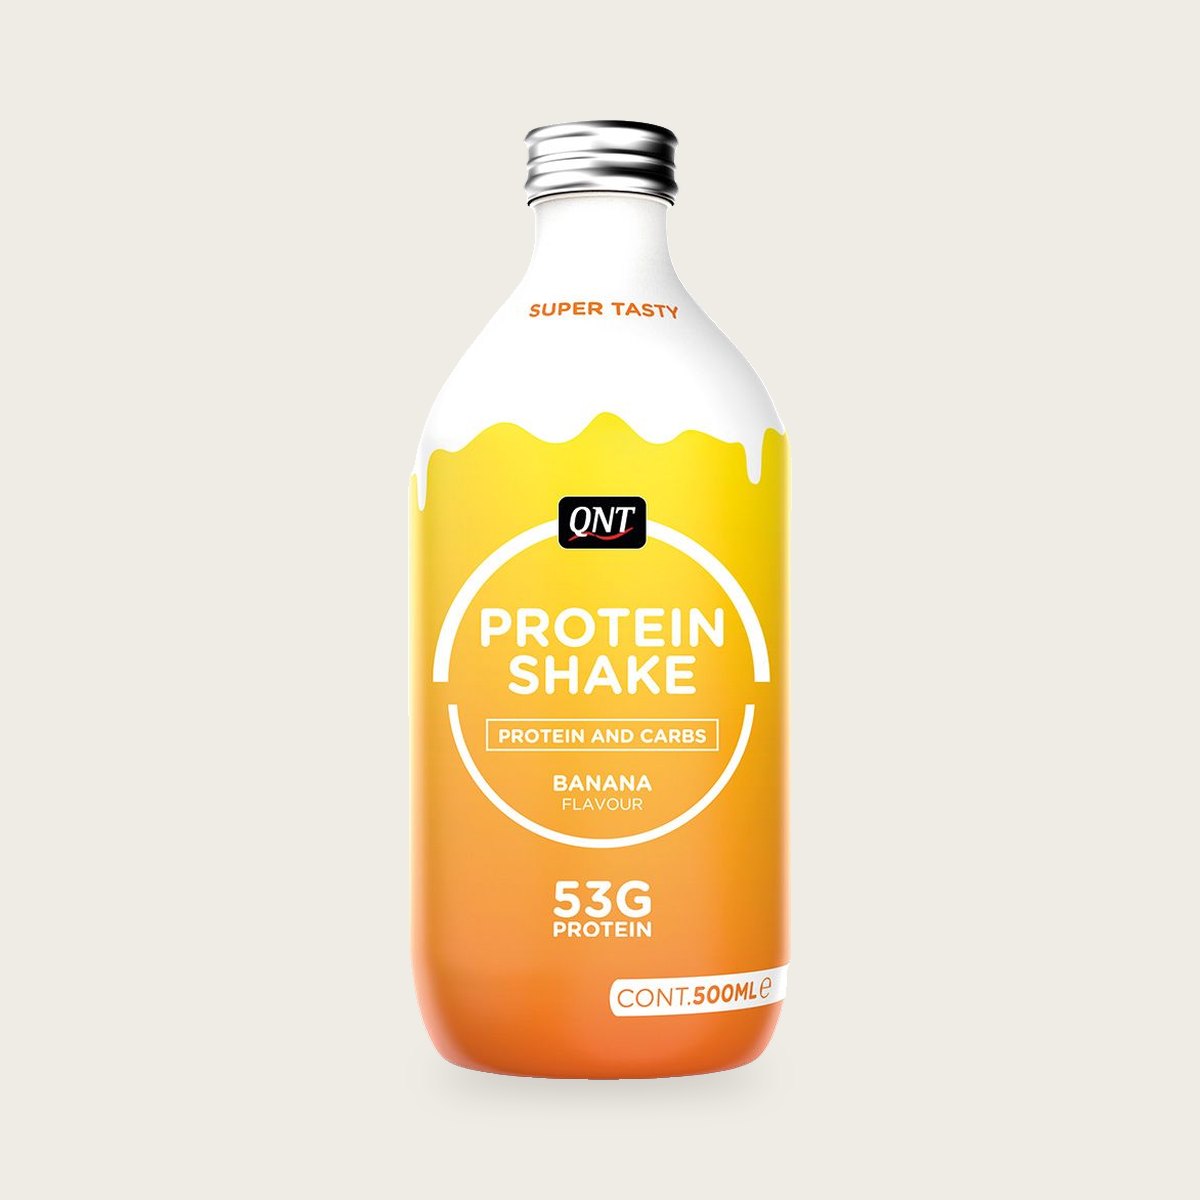 SUPER TASTY
QNT
PROTEIN
SHAKE
PROTEIN AND CARBS
BANANA
FLAVOUR
53G
PROTEIN
CONT.500ML e